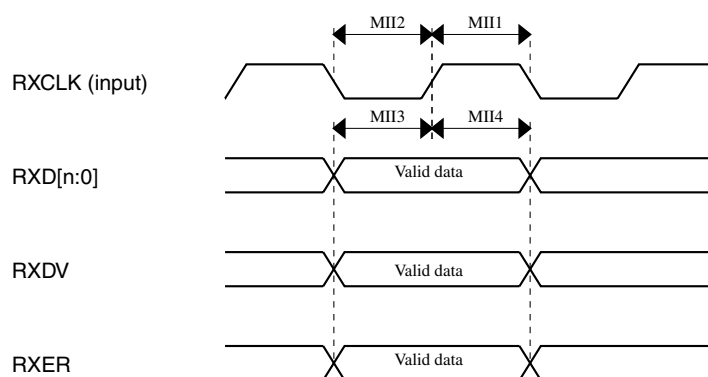 MII2 MII1
RXCLK (input)
MII3 MII4
RXD[n:0] Valid data
RXDV Valid data
RXER Valid data